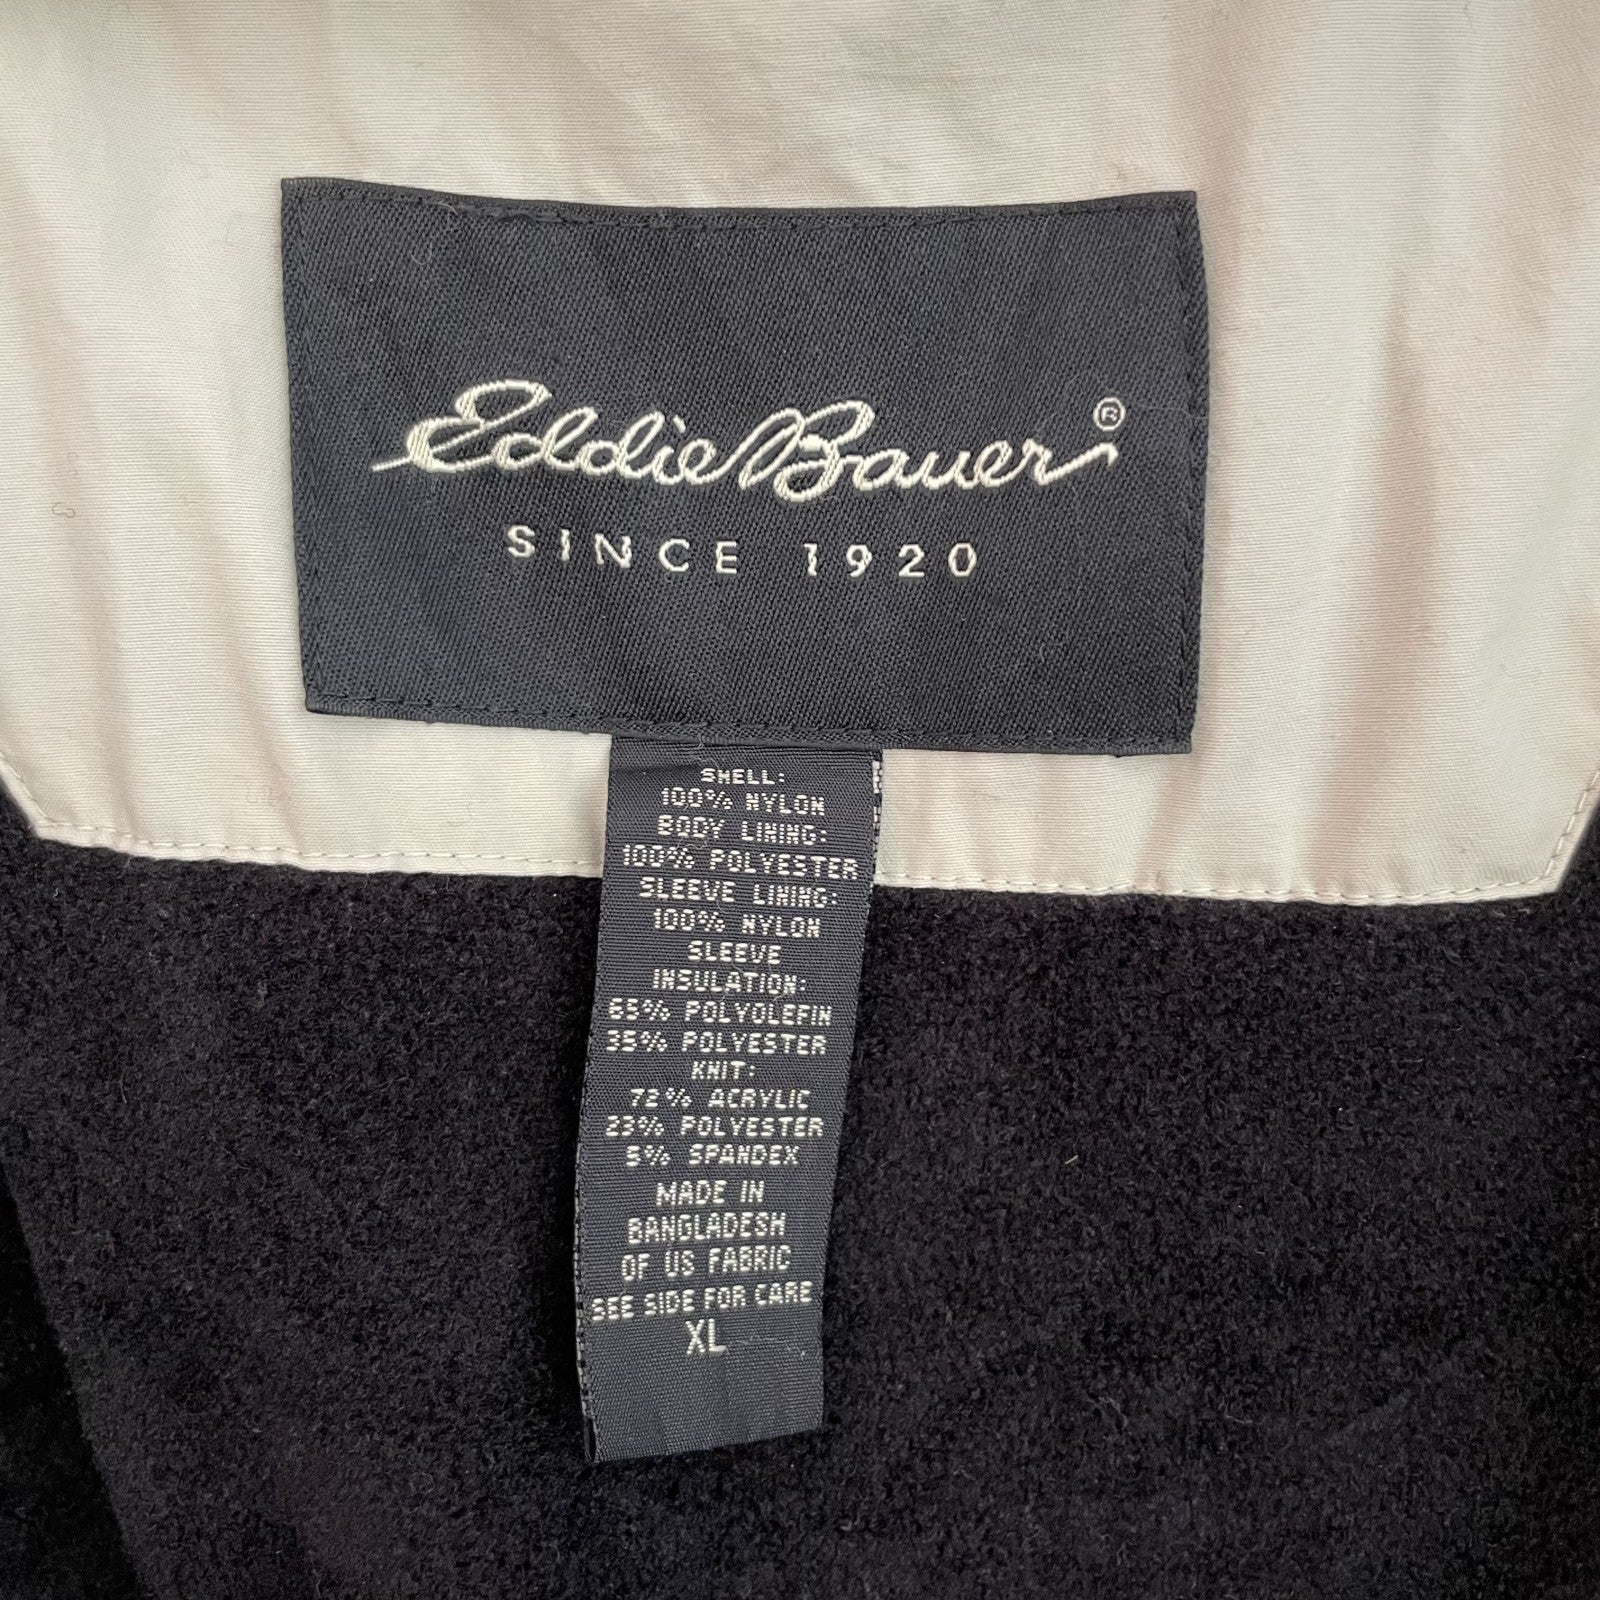 Eddie Bauer®
SINCE 1920
SHELL:
100% NYLON
BODY LINING:
100% POLYESTER
SLEEVE LINING:
100% NYLON
SLEEVE
INSULATION:
65% POLYOLEFIN
35% POLYESTER
KNIT:
72% ACRYLIC
23% POLYESTER
5% SPANDEX
MADE IN
BANGLADESH
OF US FABRIC
SEE SIDE FOR CARE
XL